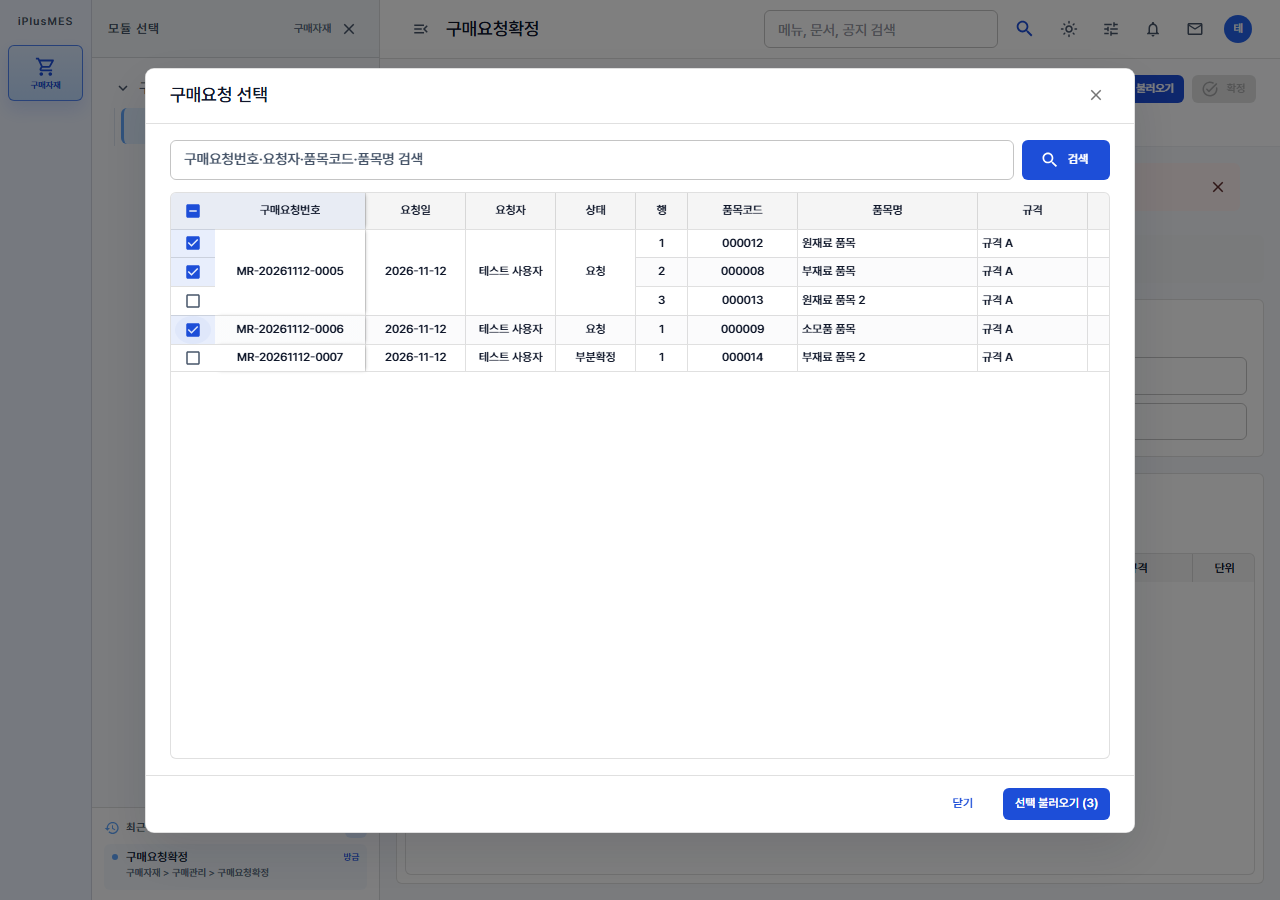 iPlusMES
구매자재
모듈 선택
구매자재
구매요청확정
메뉴, 문서, 공지 검색
테
불러오기
확정
구매요청 선택
구매요청번호·요청자·품목코드·품목명 검색
검색
구매요청번호 요청일 요청자 상태 행 품목코드 품목명 규격
MR-20261112-0005 2026-11-12 테스트 사용자 요청 1 000012 원재료 품목 규격 A
2 000008 부재료 품목 규격 A
3 000013 원재료 품목 2 규격 A
MR-20261112-0006 2026-11-12 테스트 사용자 요청 1 000009 소모품 품목 규격 A
MR-20261112-0007 2026-11-12 테스트 사용자 부분확정 1 000014 부재료 품목 2 규격 A
단위
닫기
선택 불러오기 (3)
최근
구매요청확정
방금
구매자재 > 구매관리 > 구매요청확정